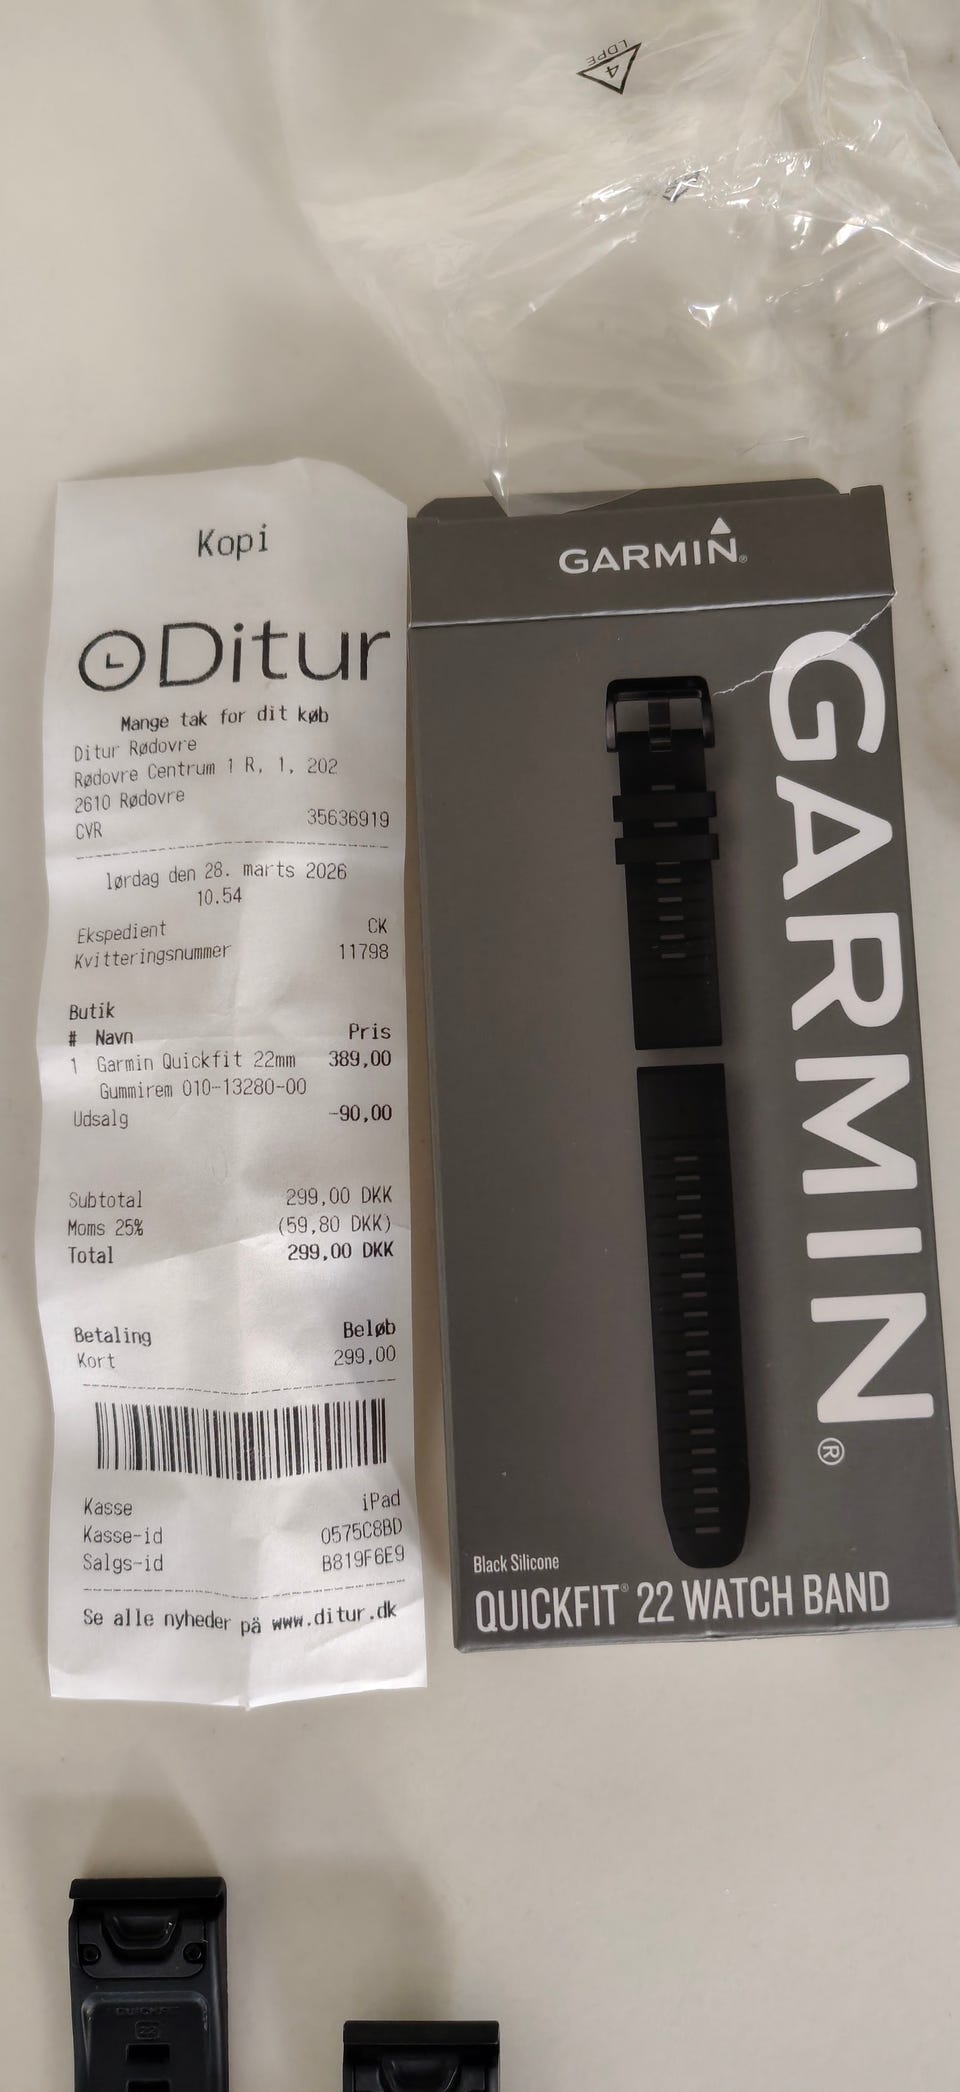 4
LDPE
Kopi
Ditur
Mange tak for dit køb
Ditur Rødovre
Rødovre Centrum 1 R, 1, 202
2610 Rødovre
CVR 35636919
lørdag den 28. marts 2026
10.54
Ekspedient CK
Kvitteringsnummer 11798
Butik
# Navn Pris
1 Garmin Quickfit 22mm 389,00
Gummirem 010-13280-00
Udsalg -90,00
Subtotal 299,00 DKK
Moms 25% (59,80 DKK)
Total 299,00 DKK
Betaling Beløb
Kort 299,00
Kasse iPad
Kasse-id 0575C8BD
Salgs-id B819F6E9
Se alle nyheder på www.ditur.dk
GARMIN®
GARMIN®
Black Silicone
QUICKFIT® 22 WATCH BAND
QUICKFIT
22